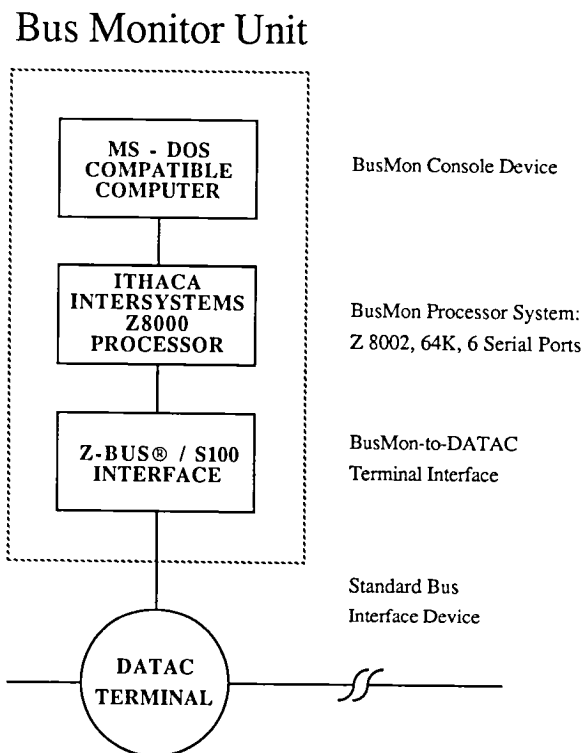 Bus Monitor Unit
MS - DOS
COMPATIBLE
COMPUTER
BusMon Console Device
ITHACA
INTERSYSTEMS
Z8000
PROCESSOR
BusMon Processor System:
Z 8002, 64K, 6 Serial Ports
Z-BUS® / S100
INTERFACE
BusMon-to-DATAC
Terminal Interface
Standard Bus
Interface Device
DATAC
TERMINAL